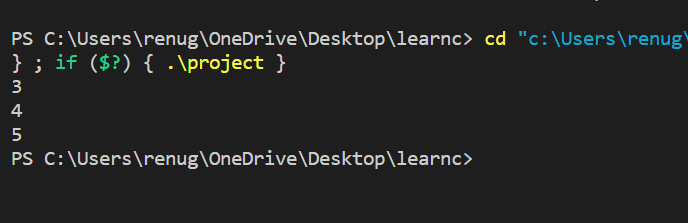 PS C:\Users\renug\OneDrive\Desktop\learnc> cd "c:\Users\renug\
} ; if ($?) { .\project }
3
4
5
PS C:\Users\renug\OneDrive\Desktop\learnc>